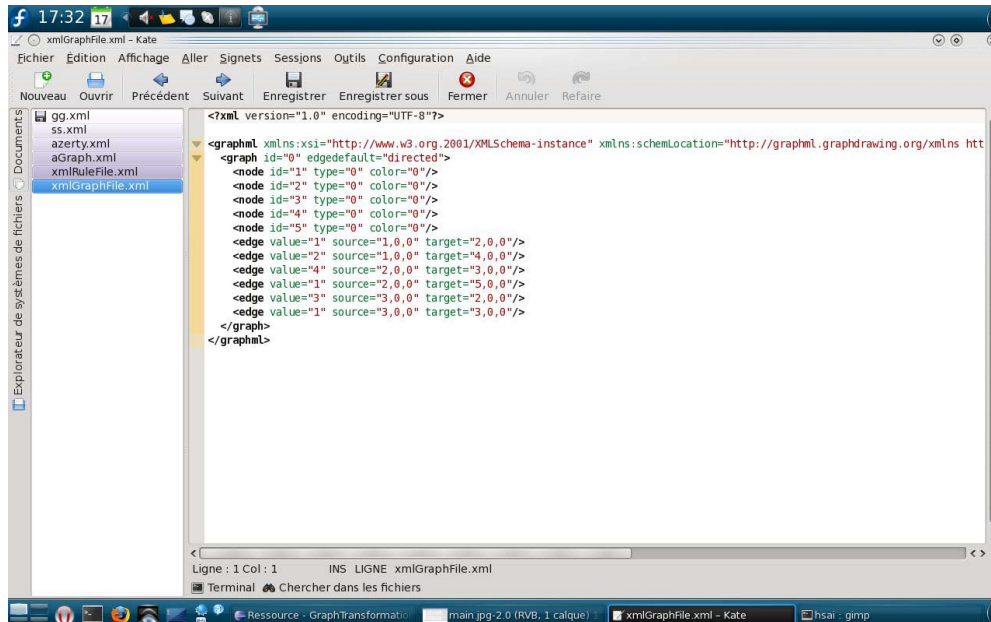 17:32 17
xmlGraphFile.xml – Kate
Fichier Édition Affichage Aller Signets Sessions Outils Configuration Aide
Nouveau Ouvrir Précédent Suivant Enregistrer Enregistrer sous Fermer Annuler Refaire
Documents
Explorateur de systèmes de fichiers
gg.xml
ss.xml
azerty.xml
aGraph.xml
xmlRuleFile.xml
xmlGraphFile.xml
<?xml version="1.0" encoding="UTF-8"?>
<graphml xmlns:xsi="http://www.w3.org.2001/XMLSchema-instance" xmlns:schemLocation="http://graphml.graphdrawing.org/xmlns htt
<graph id="0" edgedefault="directed">
<node id="1" type="0" color="0"/>
<node id="2" type="0" color="0"/>
<node id="3" type="0" color="0"/>
<node id="4" type="0" color="0"/>
<node id="5" type="0" color="0"/>
<edge value="1" source="1,0,0" target="2,0,0"/>
<edge value="2" source="1,0,0" target="4,0,0"/>
<edge value="4" source="2,0,0" target="3,0,0"/>
<edge value="1" source="2,0,0" target="5,0,0"/>
<edge value="3" source="3,0,0" target="2,0,0"/>
<edge value="1" source="3,0,0" target="3,0,0"/>
</graph>
</graphml>
Ligne : 1 Col : 1 INS LIGNE xmlGraphFile.xml
Terminal Chercher dans les fichiers
Ressource - GraphTransformatio main.jpg-2.0 (RVB, 1 calque) xmlGraphFile.xml – Kate hsai : gimp